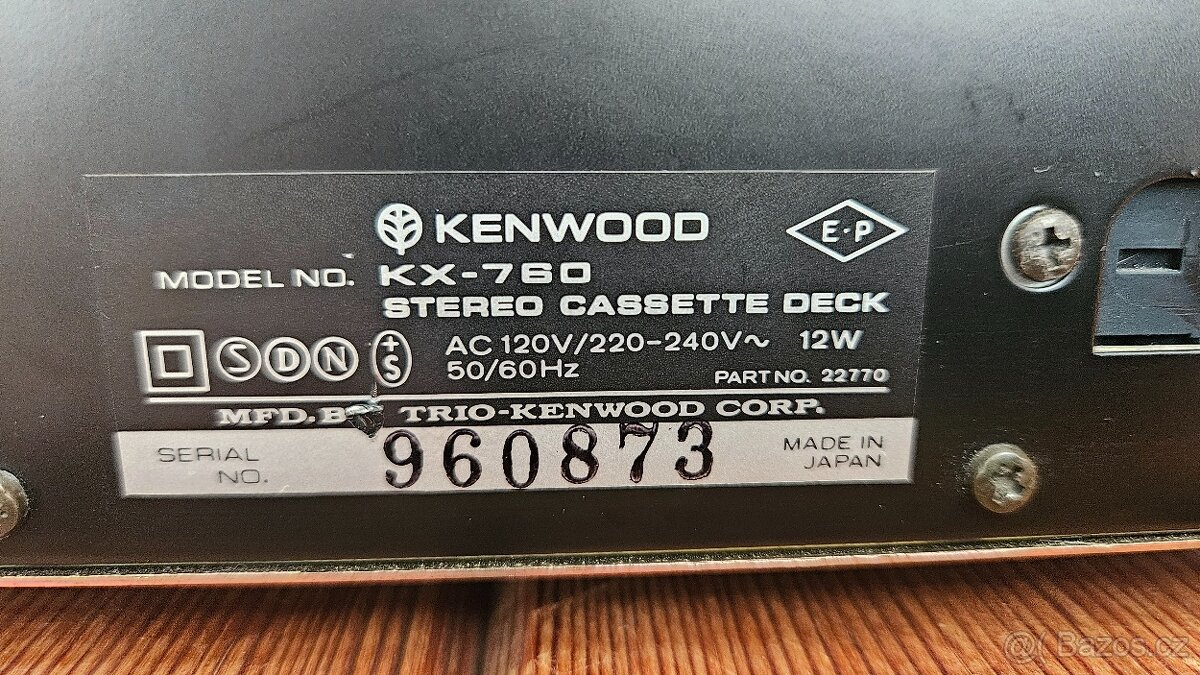 KENWOOD
E·P
MODEL NO. KX-760
STEREO CASSETTE DECK
S D N +S
AC 120V/220-240V~ 12W
50/60Hz
PART NO. 22770
MFD. B TRIO-KENWOOD CORP.
SERIAL NO.
960873
MADE IN JAPAN
@ Bazos.cz